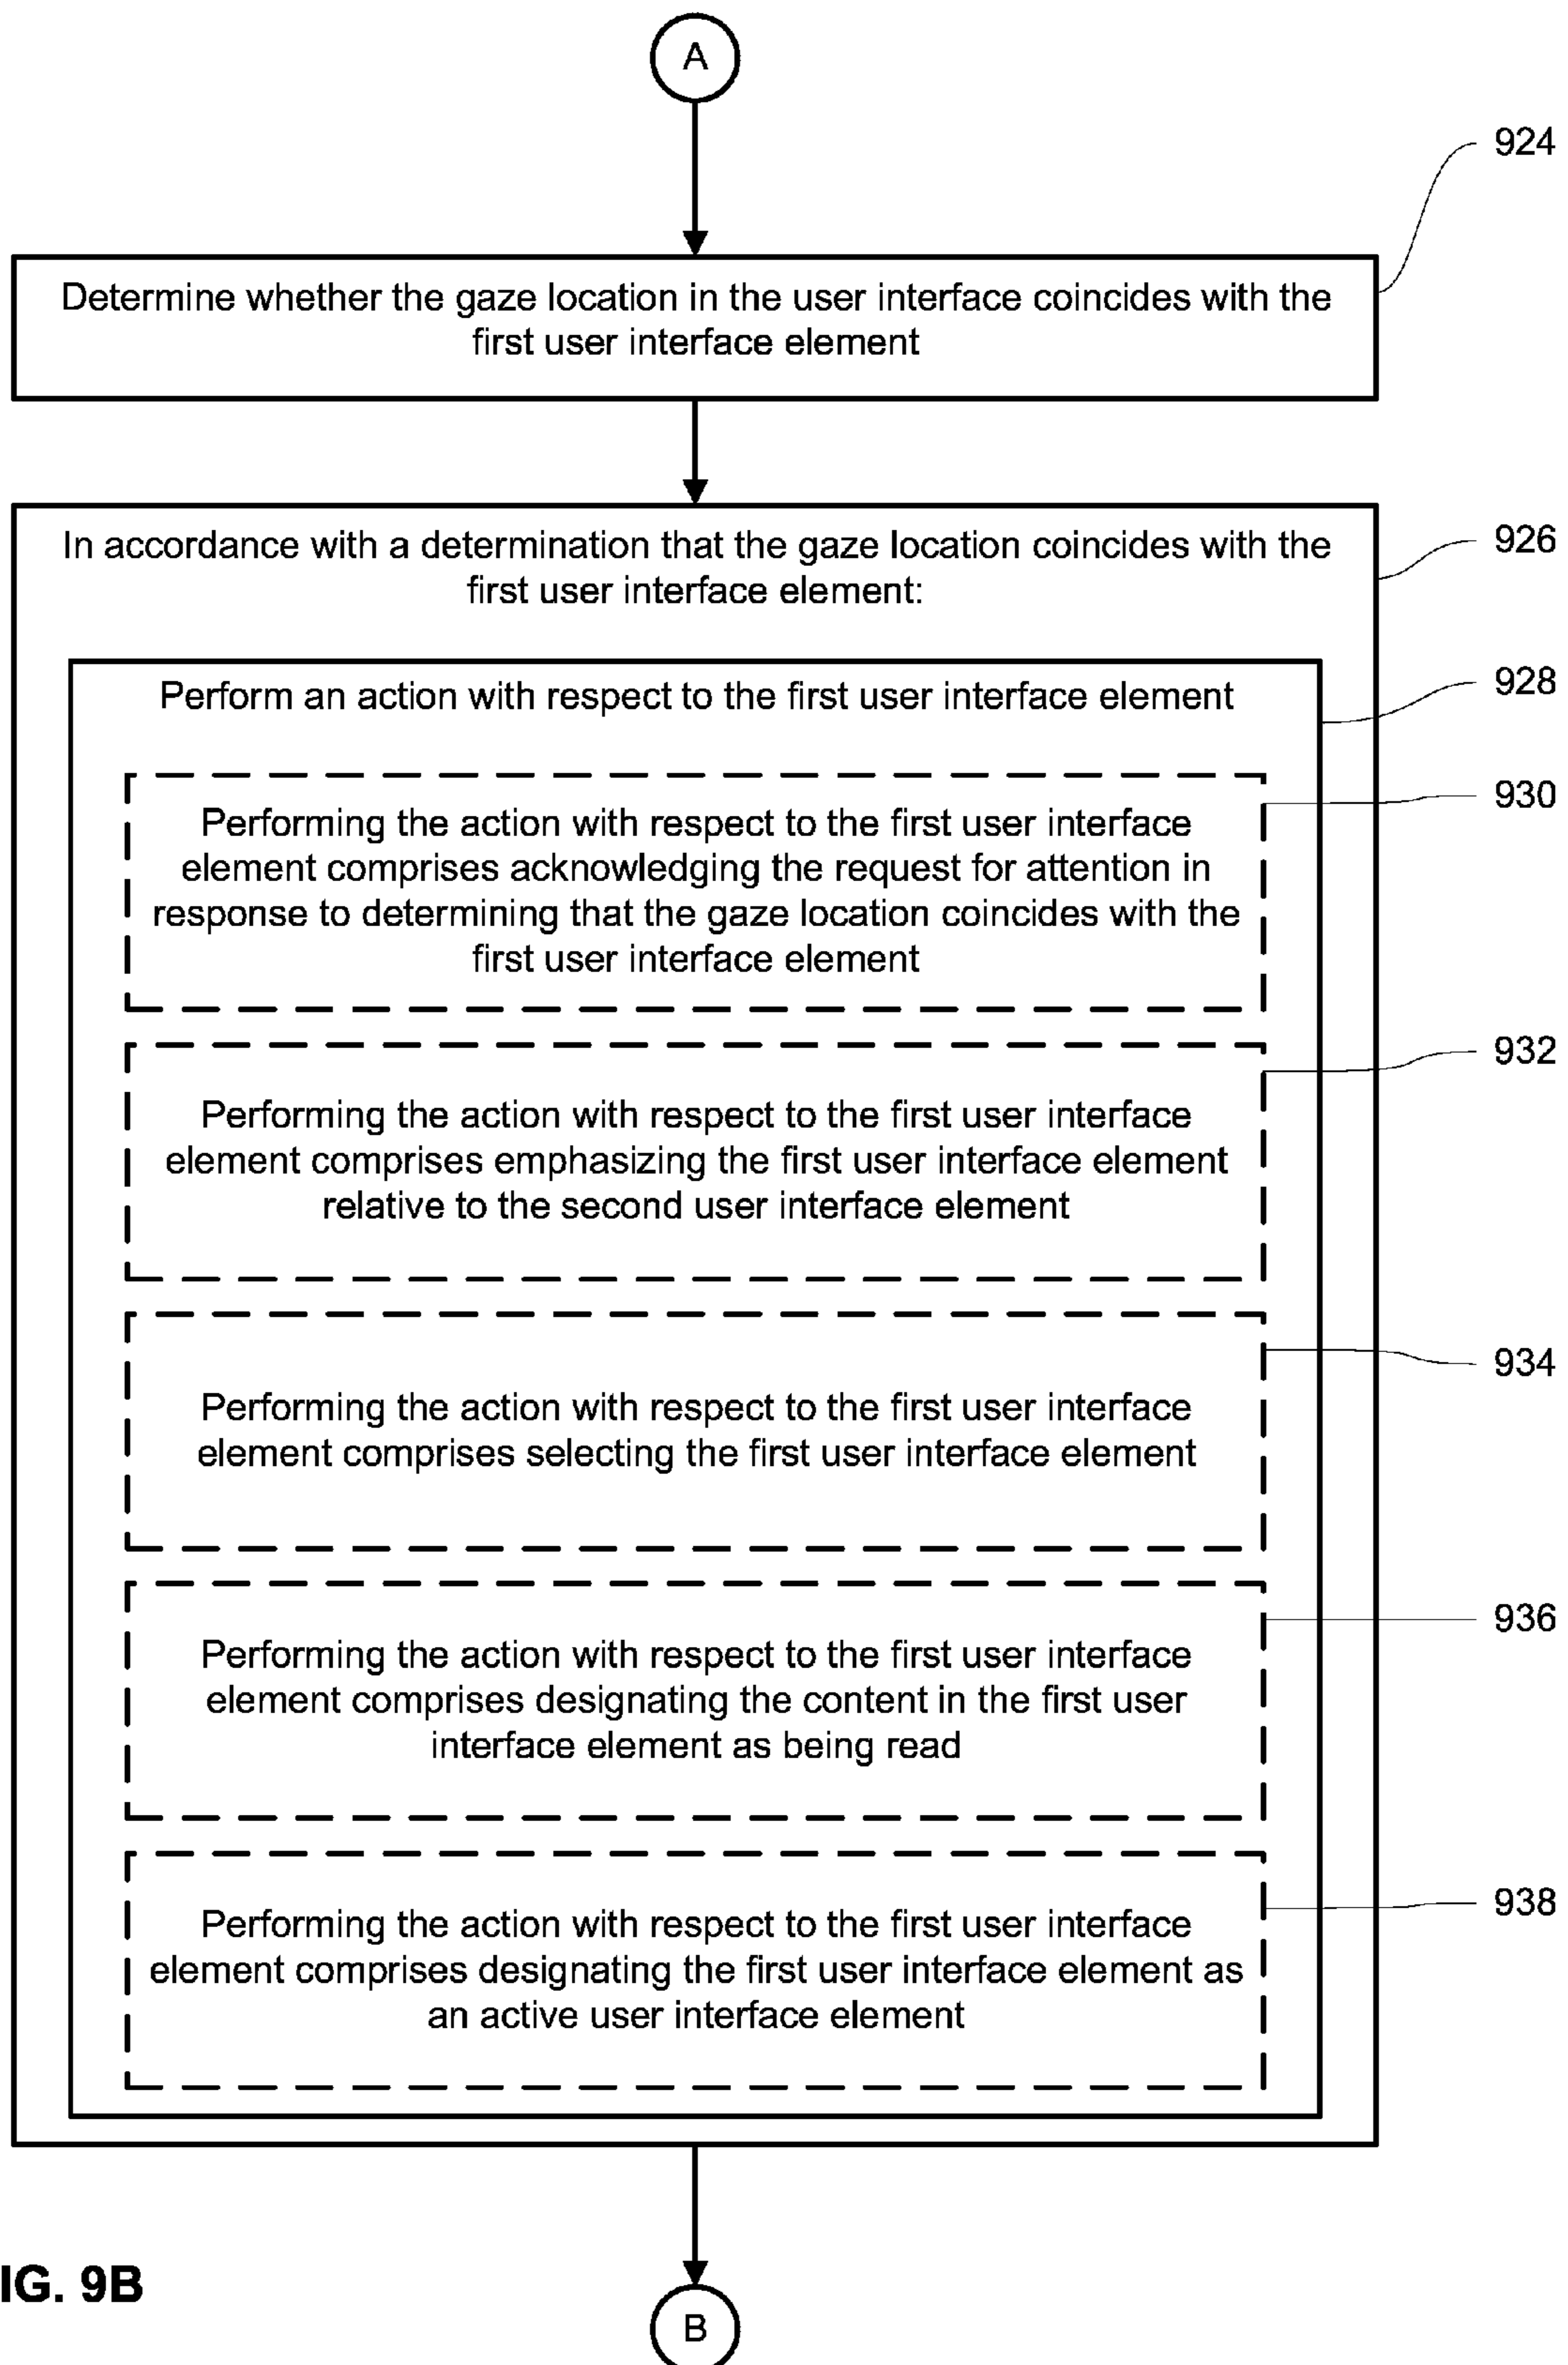 A
924
Determine whether the gaze location in the user interface coincides with the
first user interface element
926
In accordance with a determination that the gaze location coincides with the
first user interface element:
928
Perform an action with respect to the first user interface element
930
Performing the action with respect to the first user interface
element comprises acknowledging the request for attention in
response to determining that the gaze location coincides with the
first user interface element
932
Performing the action with respect to the first user interface
element comprises emphasizing the first user interface element
relative to the second user interface element
934
Performing the action with respect to the first user interface
element comprises selecting the first user interface element
936
Performing the action with respect to the first user interface
element comprises designating the content in the first user
interface element as being read
938
Performing the action with respect to the first user interface
element comprises designating the first user interface element as
an active user interface element
IG. 9B
B